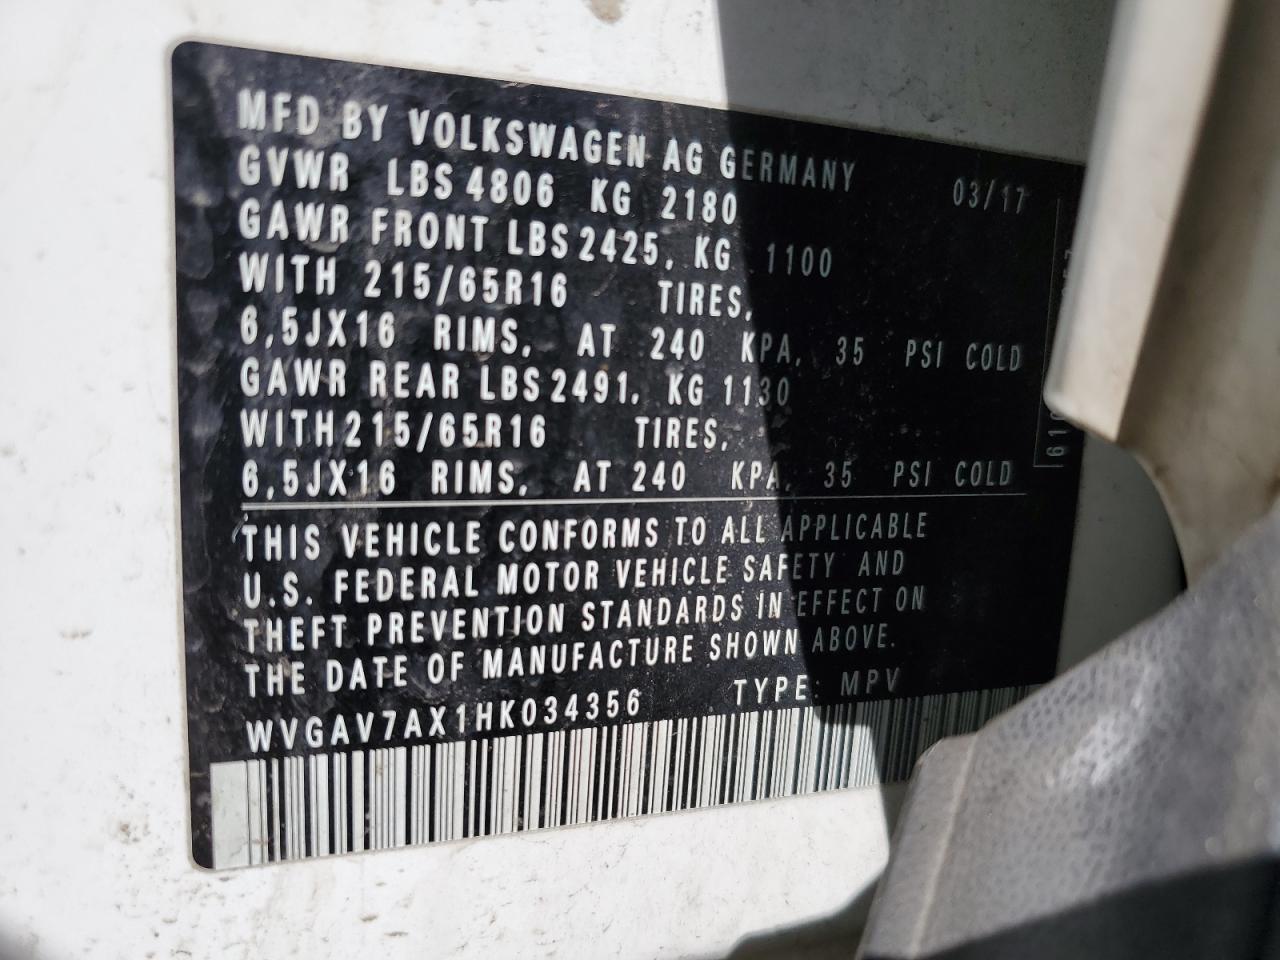 MFD BY VOLKSWAGEN AG GERMANY 03/17
GVWR LBS 4806 KG 2180
GAWR FRONT LBS 2425, KG 1100
WITH 215/65R16 TIRES,
6,5JX16 RIMS, AT 240 KPA, 35 PSI COLD
GAWR REAR LBS 2491, KG 1130
WITH 215/65R16 TIRES,
6,5JX16 RIMS, AT 240 KPA, 35 PSI COLD
THIS VEHICLE CONFORMS TO ALL APPLICABLE
U.S. FEDERAL MOTOR VEHICLE SAFETY AND
THEFT PREVENTION STANDARDS IN EFFECT ON
THE DATE OF MANUFACTURE SHOWN ABOVE.
WVGAV7AX1HK034356 TYPE: MPV